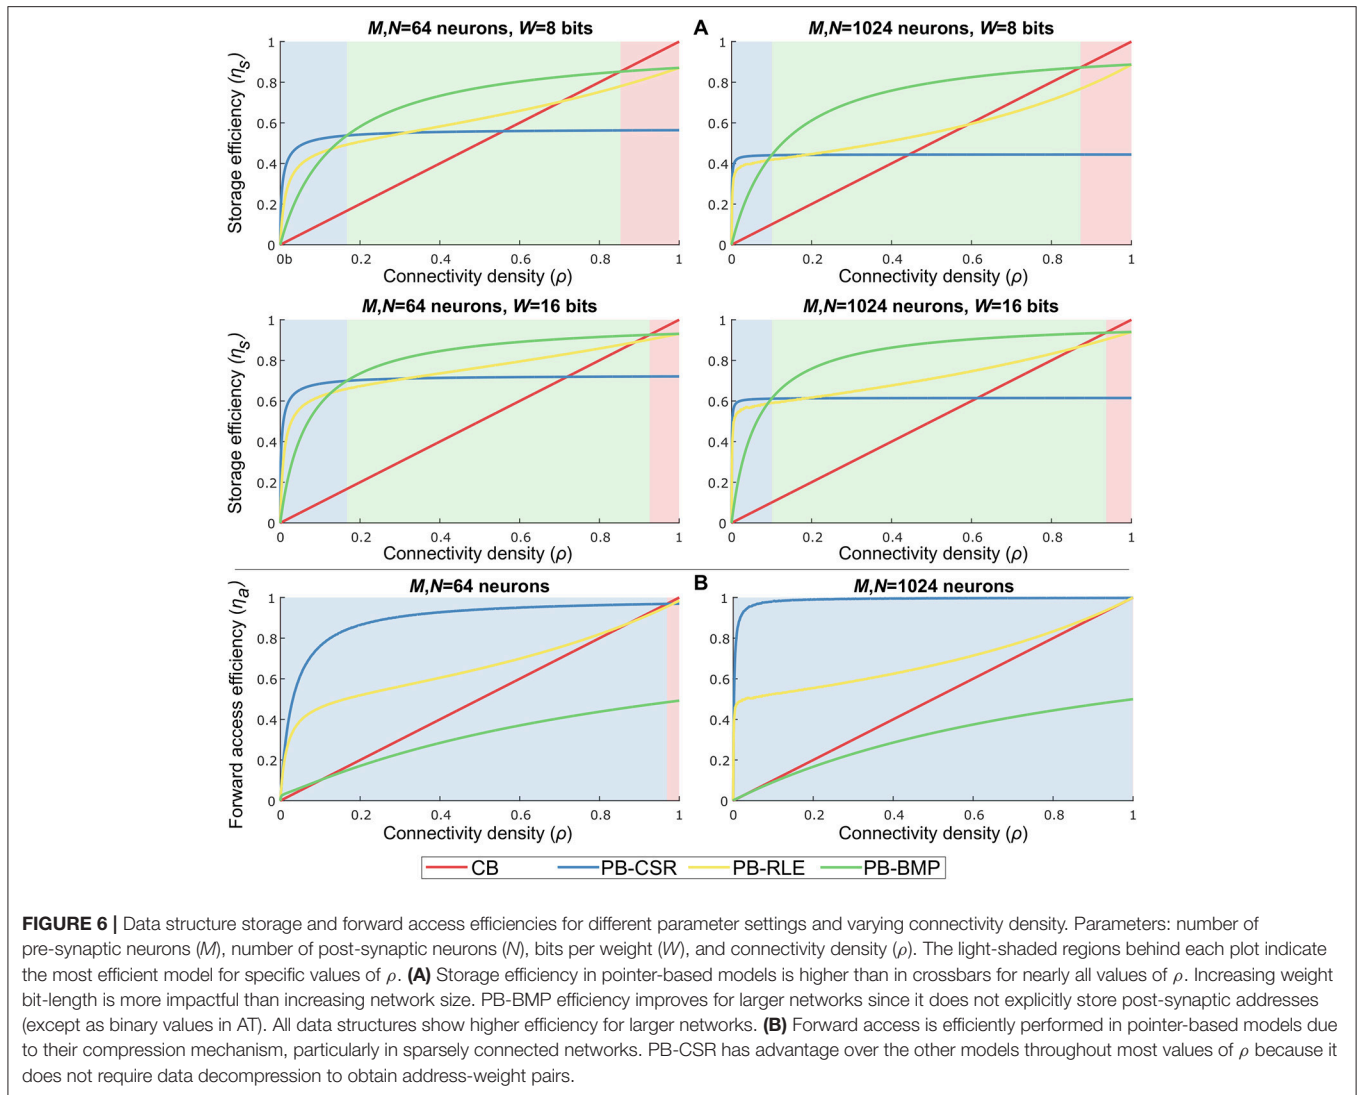 M,N=64 neurons, W=8 bits
A
M,N=1024 neurons, W=8 bits
Storage efficiency (ηs)
1
0.8
0.6
0.4
0.2
0
0b
0.2
0.4
0.6
0.8
1
Connectivity density (ρ)
Storage efficiency (ηs)
1
0.8
0.6
0.4
0.2
0
0
0.2
0.4
0.6
0.8
1
Connectivity density (ρ)
M,N=64 neurons, W=16 bits
M,N=1024 neurons, W=16 bits
Storage efficiency (ηs)
1
0.8
0.6
0.4
0.2
0
0
0.2
0.4
0.6
0.8
1
Connectivity density (ρ)
Storage efficiency (ηs)
1
0.8
0.6
0.4
0.2
0
0
0.2
0.4
0.6
0.8
1
Connectivity density (ρ)
M,N=64 neurons
B
M,N=1024 neurons
Forward access efficiency (ηa)
1
0.8
0.6
0.4
0.2
0
0
0.2
0.4
0.6
0.8
1
Connectivity density (ρ)
Forward access efficiency (ηa)
1
0.8
0.6
0.4
0.2
0
0
0.2
0.4
0.6
0.8
1
Connectivity density (ρ)
CB
PB-CSR
PB-RLE
PB-BMP
FIGURE 6 | Data structure storage and forward access efficiencies for different parameter settings and varying connectivity density. Parameters: number of
pre-synaptic neurons (M), number of post-synaptic neurons (N), bits per weight (W), and connectivity density (ρ). The light-shaded regions behind each plot indicate
the most efficient model for specific values of ρ. (A) Storage efficiency in pointer-based models is higher than in crossbars for nearly all values of ρ. Increasing weight
bit-length is more impactful than increasing network size. PB-BMP efficiency improves for larger networks since it does not explicitly store post-synaptic addresses
(except as binary values in AT). All data structures show higher efficiency for larger networks. (B) Forward access is efficiently performed in pointer-based models due
to their compression mechanism, particularly in sparsely connected networks. PB-CSR has advantage over the other models throughout most values of ρ because it
does not require data decompression to obtain address-weight pairs.